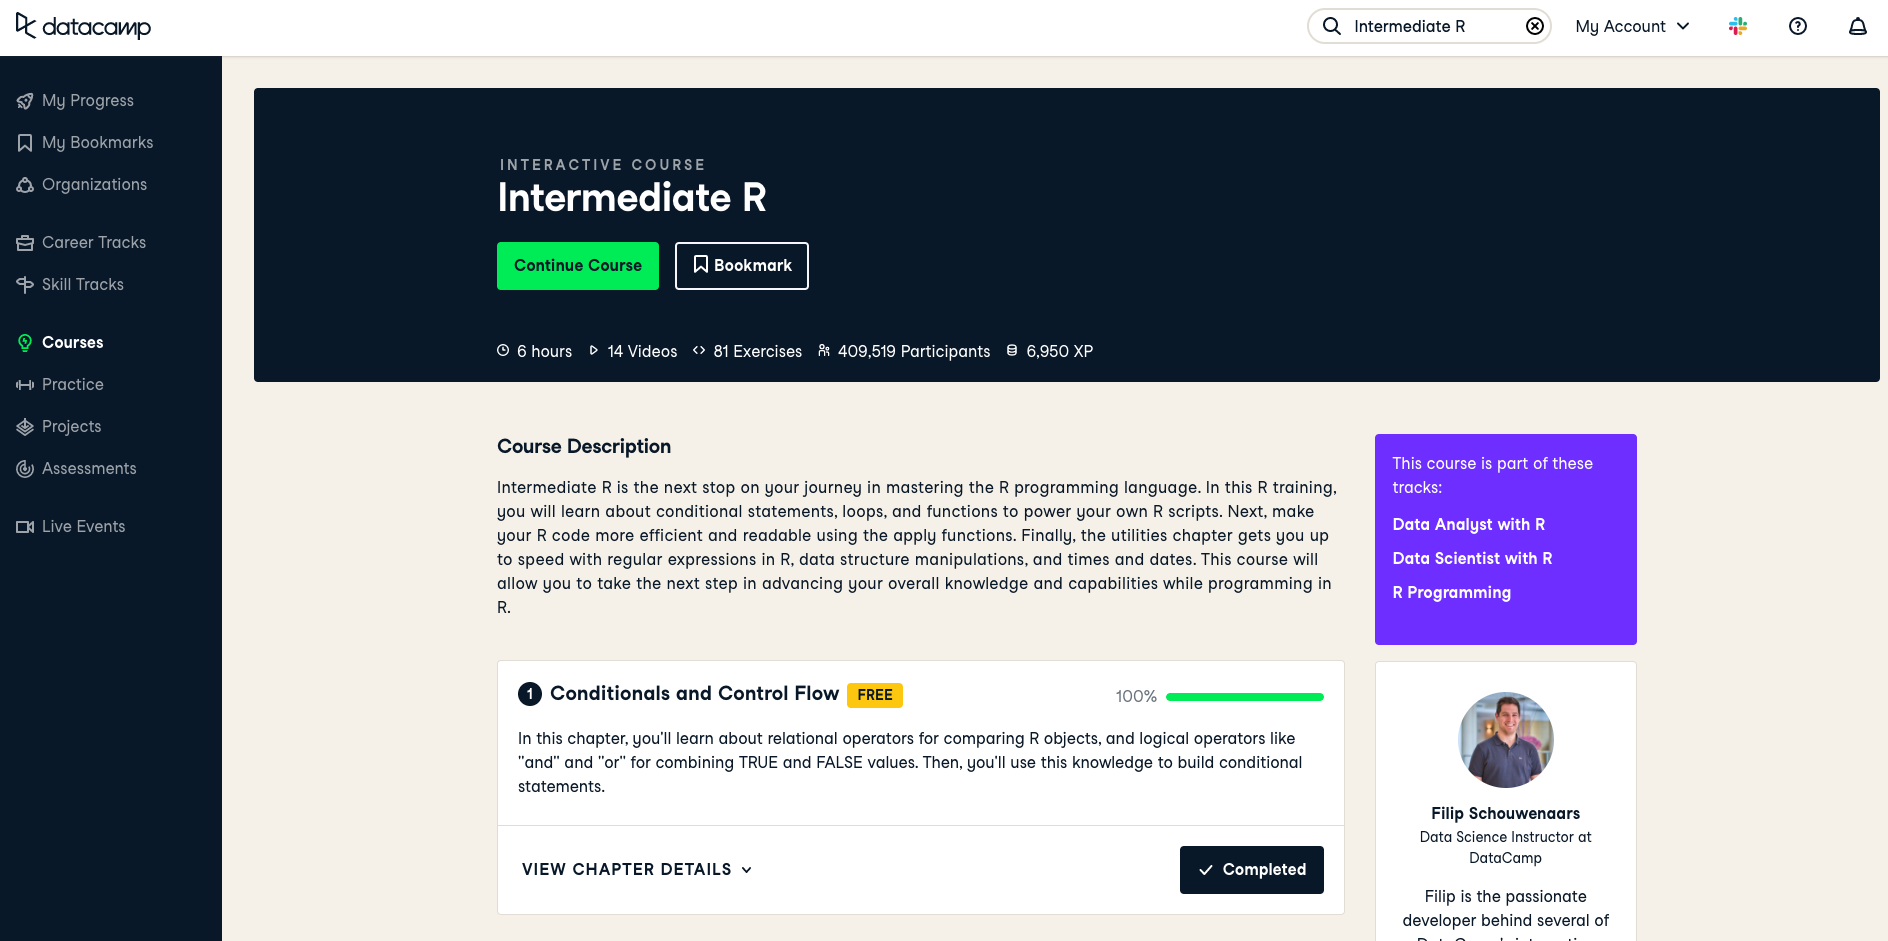 datacamp
Intermediate R
My Account
My Progress
My Bookmarks
Organizations
Career Tracks
Skill Tracks
Courses
Practice
Projects
Assessments
Live Events
INTERACTIVE COURSE
Intermediate R
Continue Course
Bookmark
6 hours 14 Videos 81 Exercises 409,519 Participants 6,950 XP
Course Description
Intermediate R is the next stop on your journey in mastering the R programming language. In this R training,
you will learn about conditional statements, loops, and functions to power your own R scripts. Next, make
your R code more efficient and readable using the apply functions. Finally, the utilities chapter gets you up
to speed with regular expressions in R, data structure manipulations, and times and dates. This course will
allow you to take the next step in advancing your overall knowledge and capabilities while programming in
R.
1 Conditionals and Control Flow FREE 100%
In this chapter, you'll learn about relational operators for comparing R objects, and logical operators like
"and" and "or" for combining TRUE and FALSE values. Then, you'll use this knowledge to build conditional
statements.
VIEW CHAPTER DETAILS
Completed
This course is part of these
tracks:
Data Analyst with R
Data Scientist with R
R Programming
Filip Schouwenaars
Data Science Instructor at
DataCamp
Filip is the passionate
developer behind several of